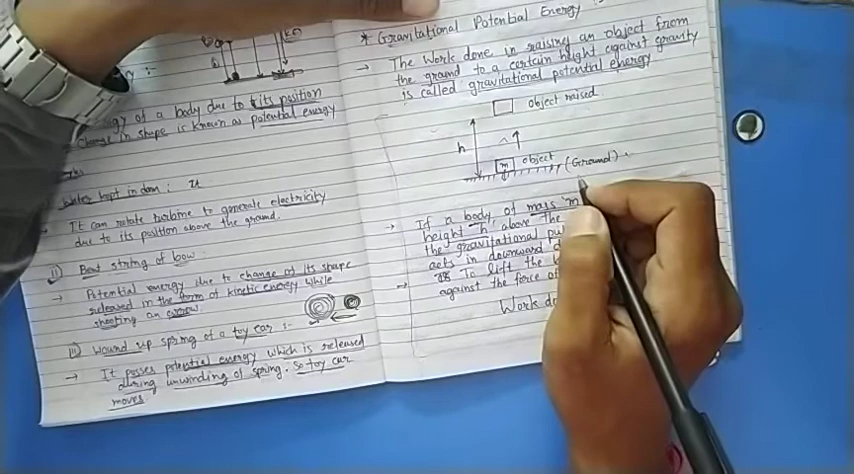 gy of a body due to its position
change in shape is known as potential energy
water kept in dam :
It can rotate turbine to generate electricity
due to its position above the ground.
ii) Bent string of bow
→ Potential energy due to change of its shape
released in the form of kinetic energy while
shooting an
iii) Wound up spring of a toy car :-
→ It posses potential energy which is released
during unwinding of spring. So toy car
moves
* Gravitational Potential Energy
→ The work done in raising an object from
the ground to a certain height against gravity
is called gravitational potential energy
object raised
h
m object (Ground).
→ If a body, of mass 'm
height 'h' above the
the gravitational pu
acts in downward d
→ To lift the
against the force of
Work do